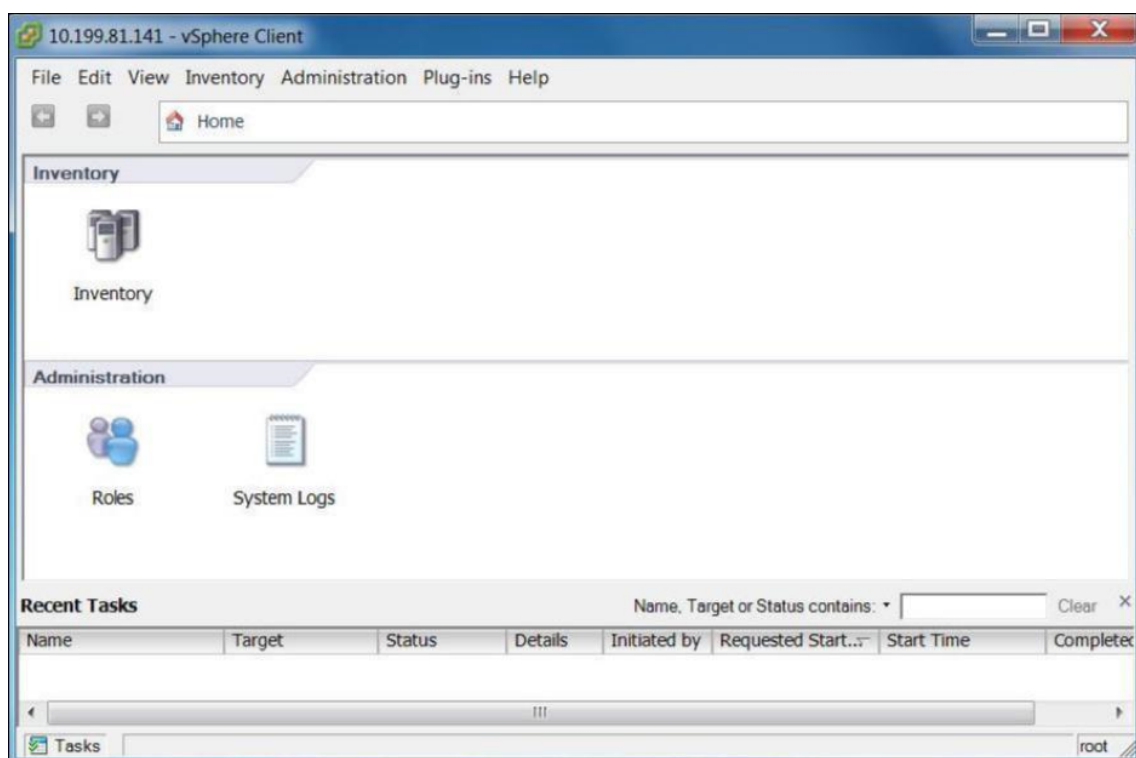 10.199.81.141 - vSphere Client
File Edit View Inventory Administration Plug-ins Help
Home
Inventory
Inventory
Administration
Roles System Logs
Recent Tasks Name, Target or Status contains: Clear
Name Target Status Details Initiated by Requested Start... Start Time Completed
Tasks root